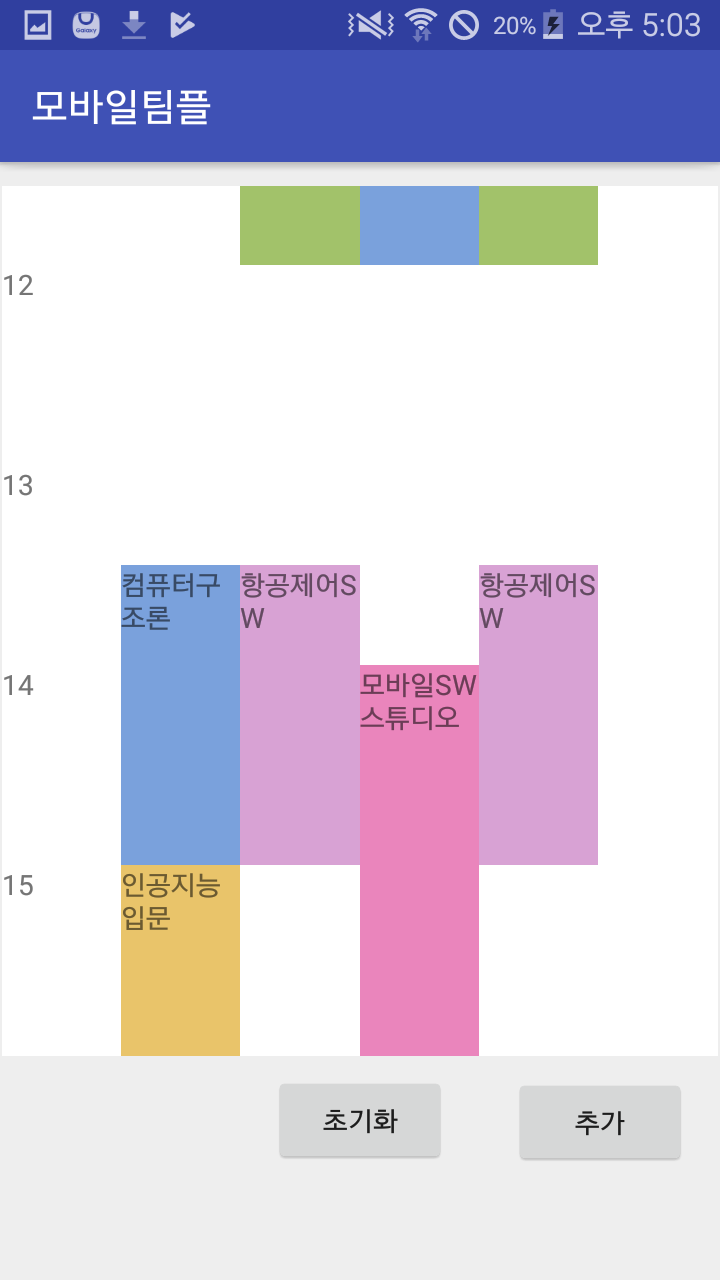 20% 오후 5:03
모바일팀플
12
13
컴퓨터구
조론
항공제어S
W
항공제어S
W
14
모바일SW
스튜디오
15
인공지능
입문
초기화
추가